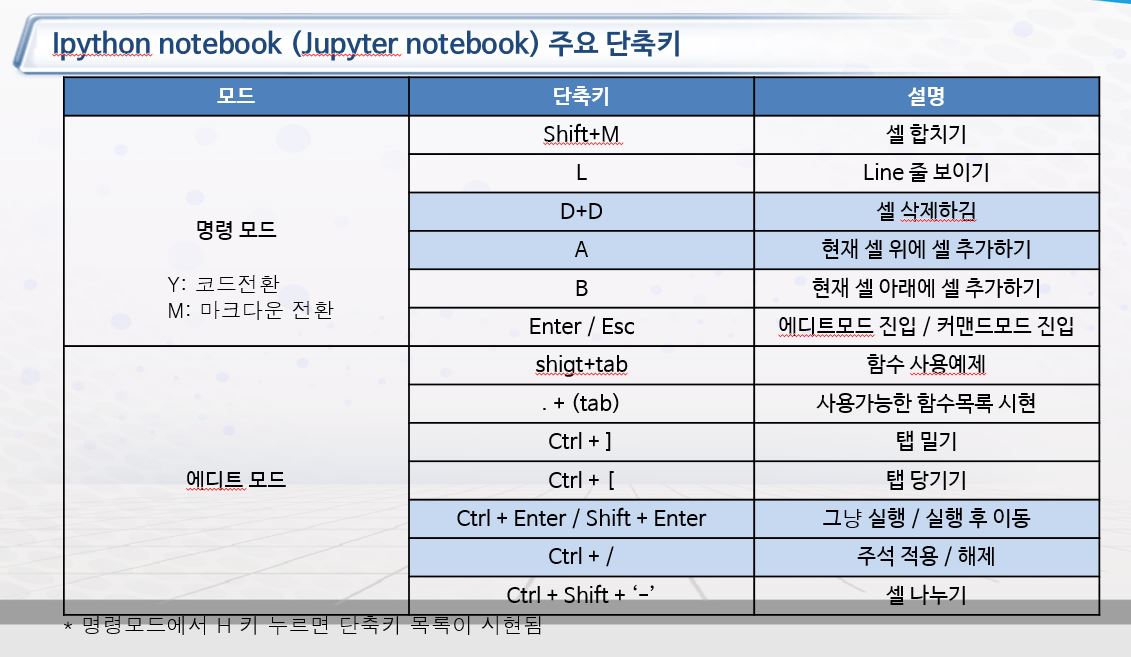 Ipython notebook (Jupyter notebook) 주요 단축키
모드 단축키 설명
명령 모드
Y: 코드전환
M: 마크다운 전환
Shift+M 셀 합치기
L Line 줄 보이기
D+D 셀 삭제하김
A 현재 셀 위에 셀 추가하기
B 현재 셀 아래에 셀 추가하기
Enter / Esc 에디트모드 진입 / 커맨드모드 진입
에디트 모드
shigt+tab 함수 사용예제
. + (tab) 사용가능한 함수목록 시현
Ctrl + ] 탭 밀기
Ctrl + [ 탭 당기기
Ctrl + Enter / Shift + Enter 그냥 실행 / 실행 후 이동
Ctrl + / 주석 적용 / 해제
Ctrl + Shift + ‘-’ 셀 나누기
* 명령모드에서 H 키 누르면 단축키 목록이 시현됨